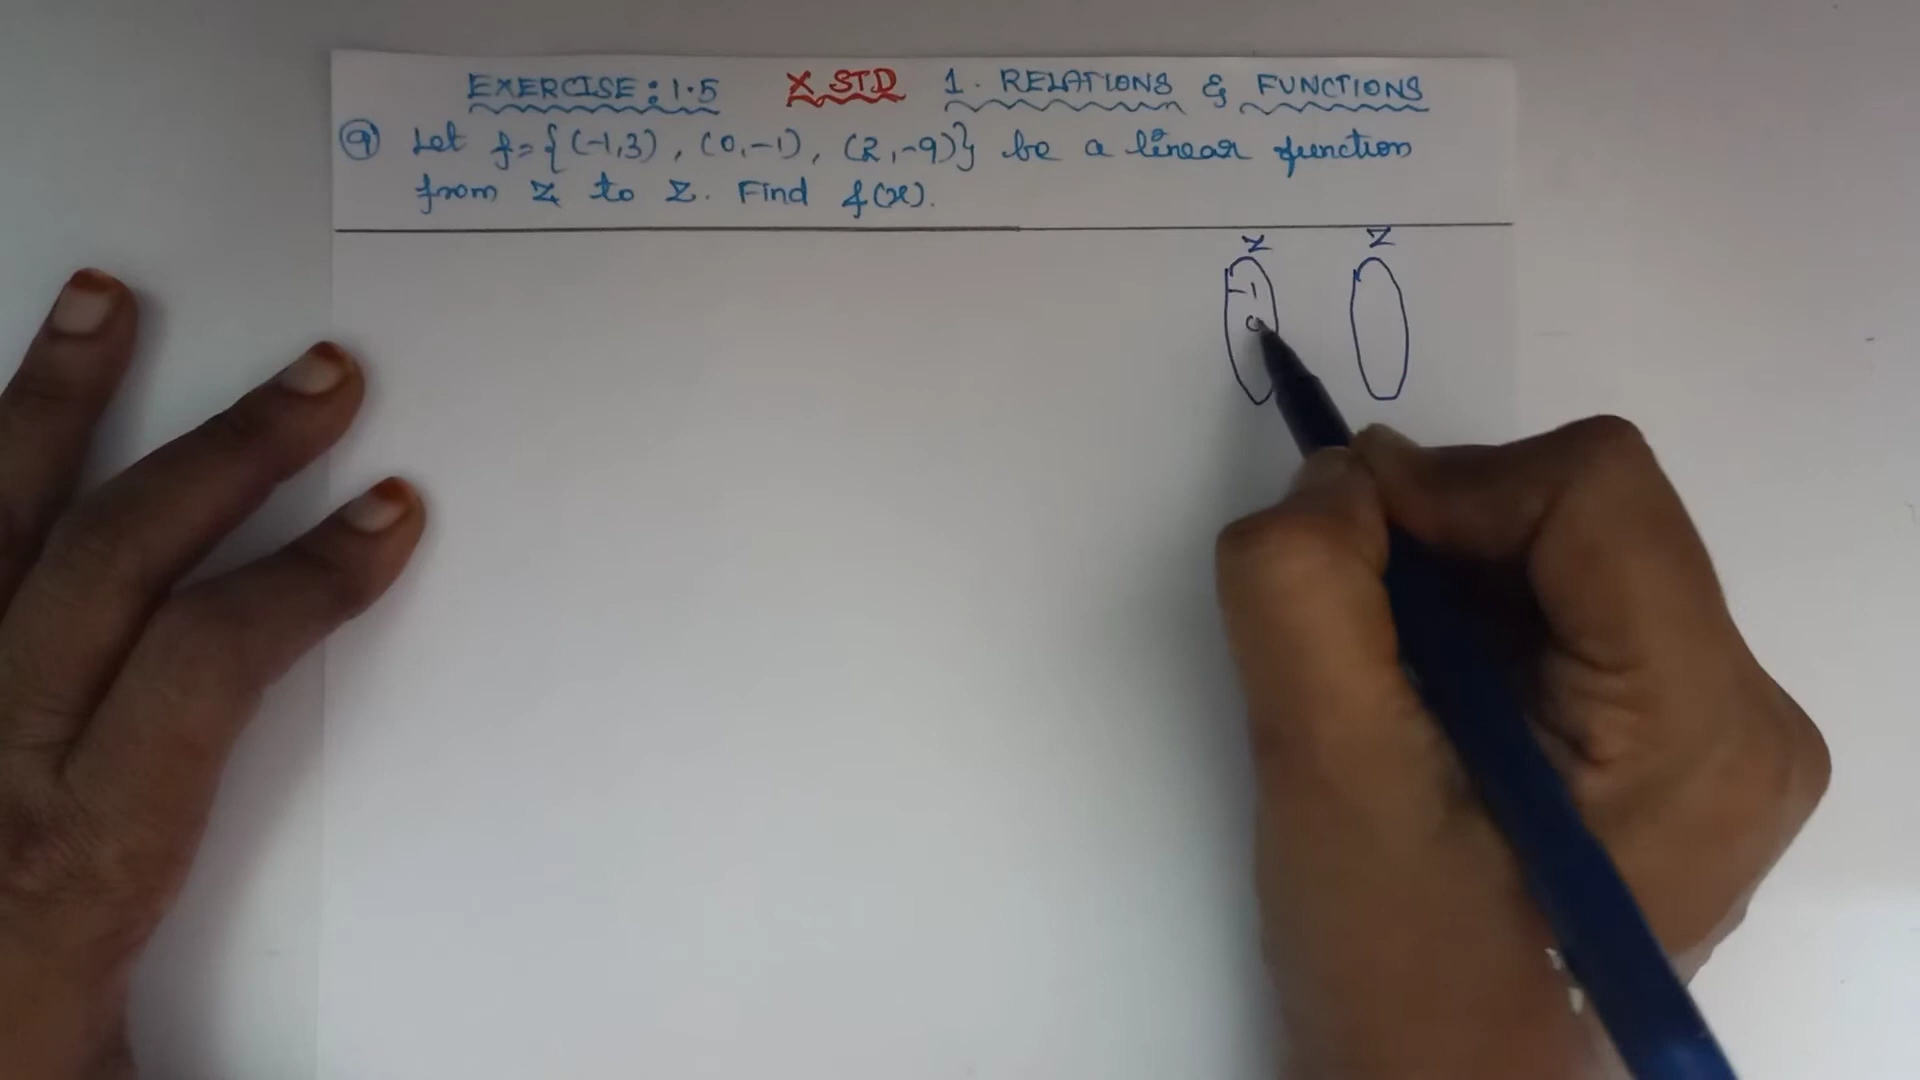 EXERCISE: 1.5 X STD 1. RELATIONS & FUNCTIONS
9 Let f = {(-1,3), (0,-1), (2,-9)} be a linear function
from Z to Z. Find f(x).
Z Z
-1
0